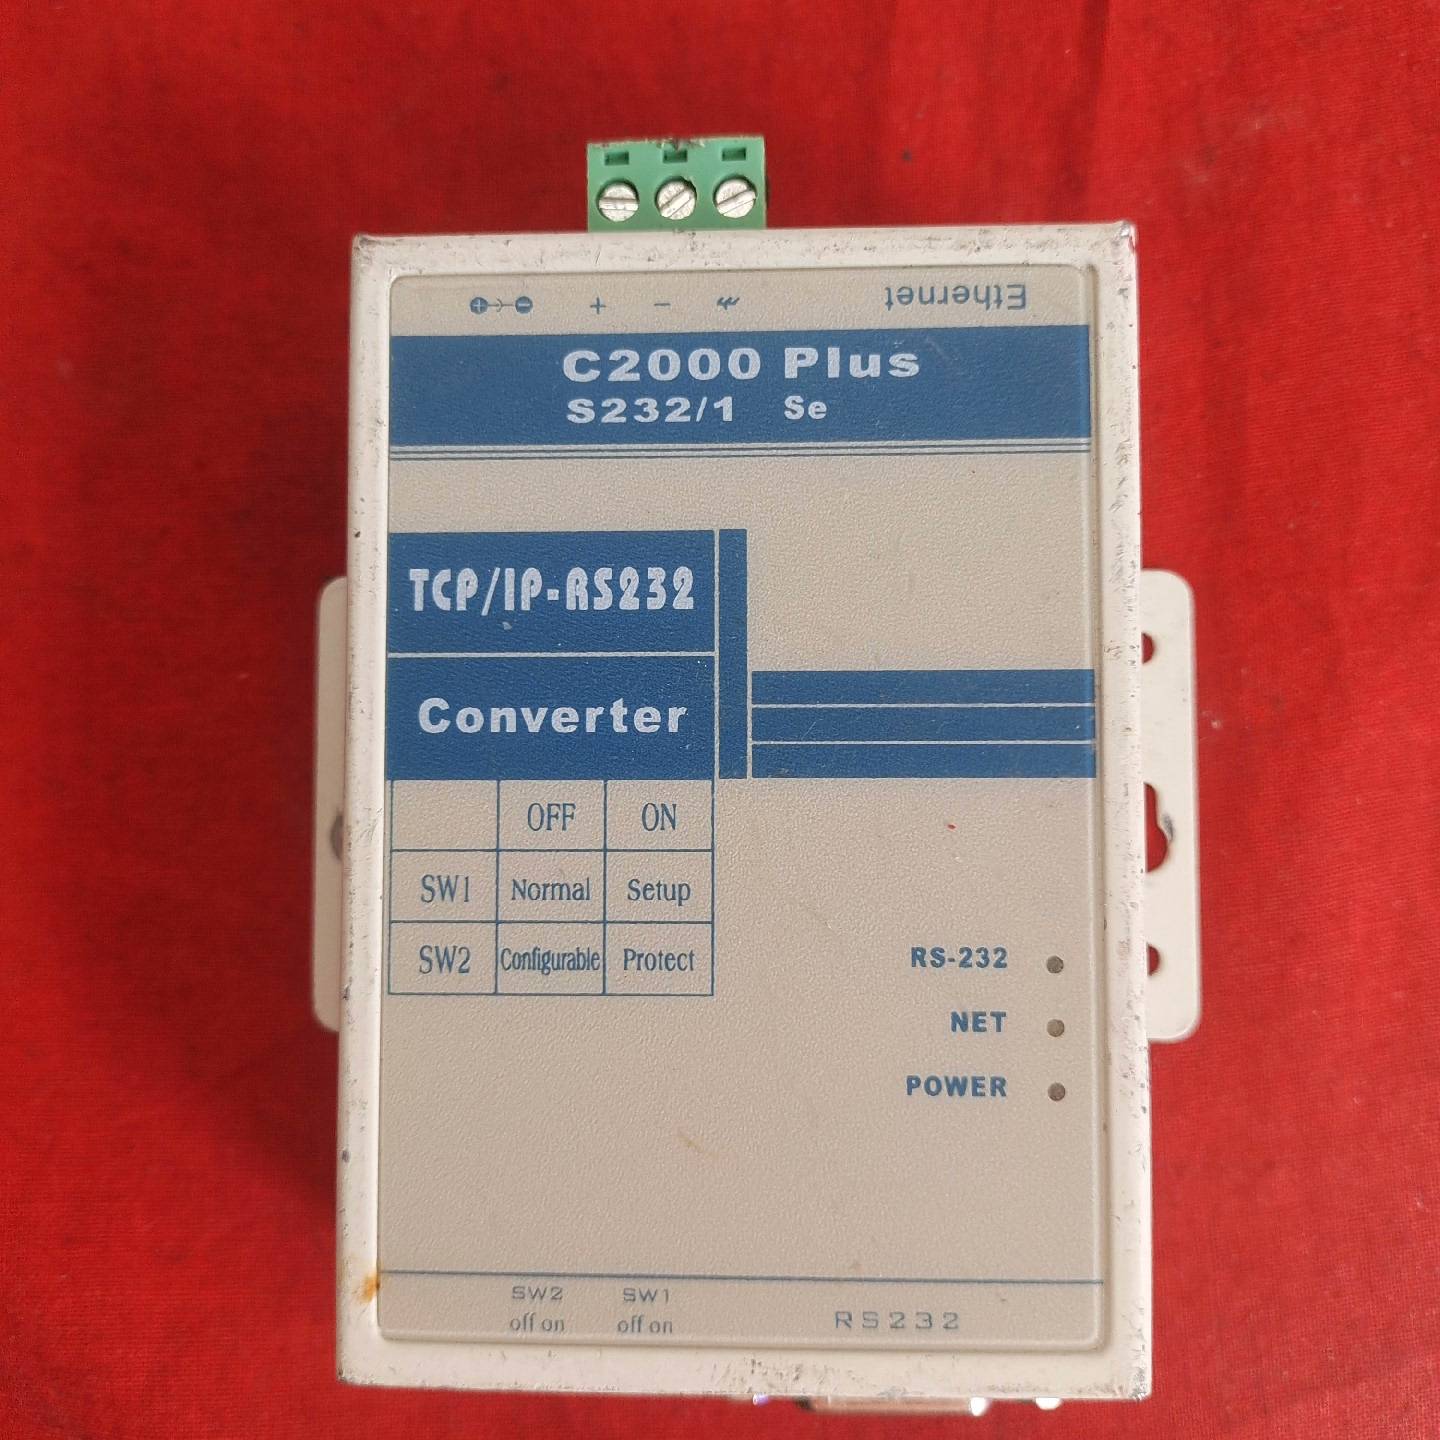 + − Ethernet
C2000 Plus
S232/1 Se
TCP/IP-RS232
Converter
OFF ON
SW1 Normal Setup
SW2 Configurable Protect
RS-232
NET
POWER
SW2 SW1
off on off on
RS232